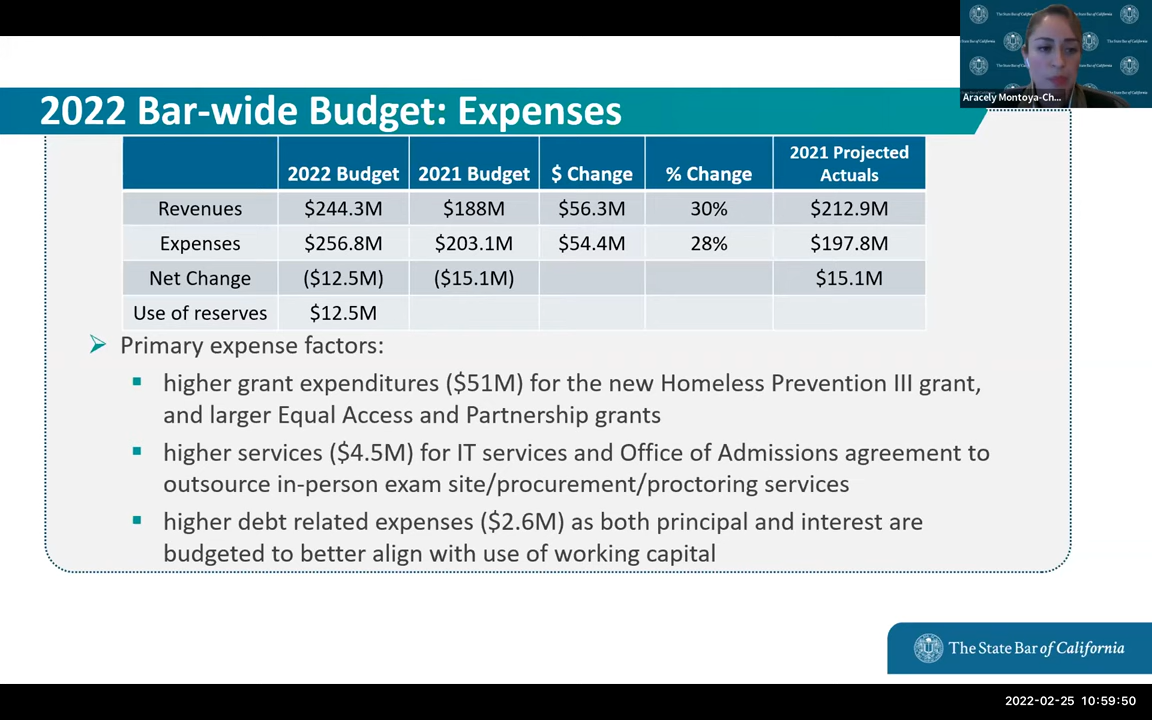 The State Bar of California
Aracely Montoya-Ch...
2022 Bar-wide Budget: Expenses
2022 Budget 2021 Budget $ Change % Change 2021 Projected Actuals
Revenues $244.3M $188M $56.3M 30% $212.9M
Expenses $256.8M $203.1M $54.4M 28% $197.8M
Net Change ($12.5M) ($15.1M) $15.1M
Use of reserves $12.5M
Primary expense factors:
higher grant expenditures ($51M) for the new Homeless Prevention III grant,
and larger Equal Access and Partnership grants
higher services ($4.5M) for IT services and Office of Admissions agreement to
outsource in-person exam site/procurement/proctoring services
higher debt related expenses ($2.6M) as both principal and interest are
budgeted to better align with use of working capital
The State Bar of California
2022-02-25 10:59:50